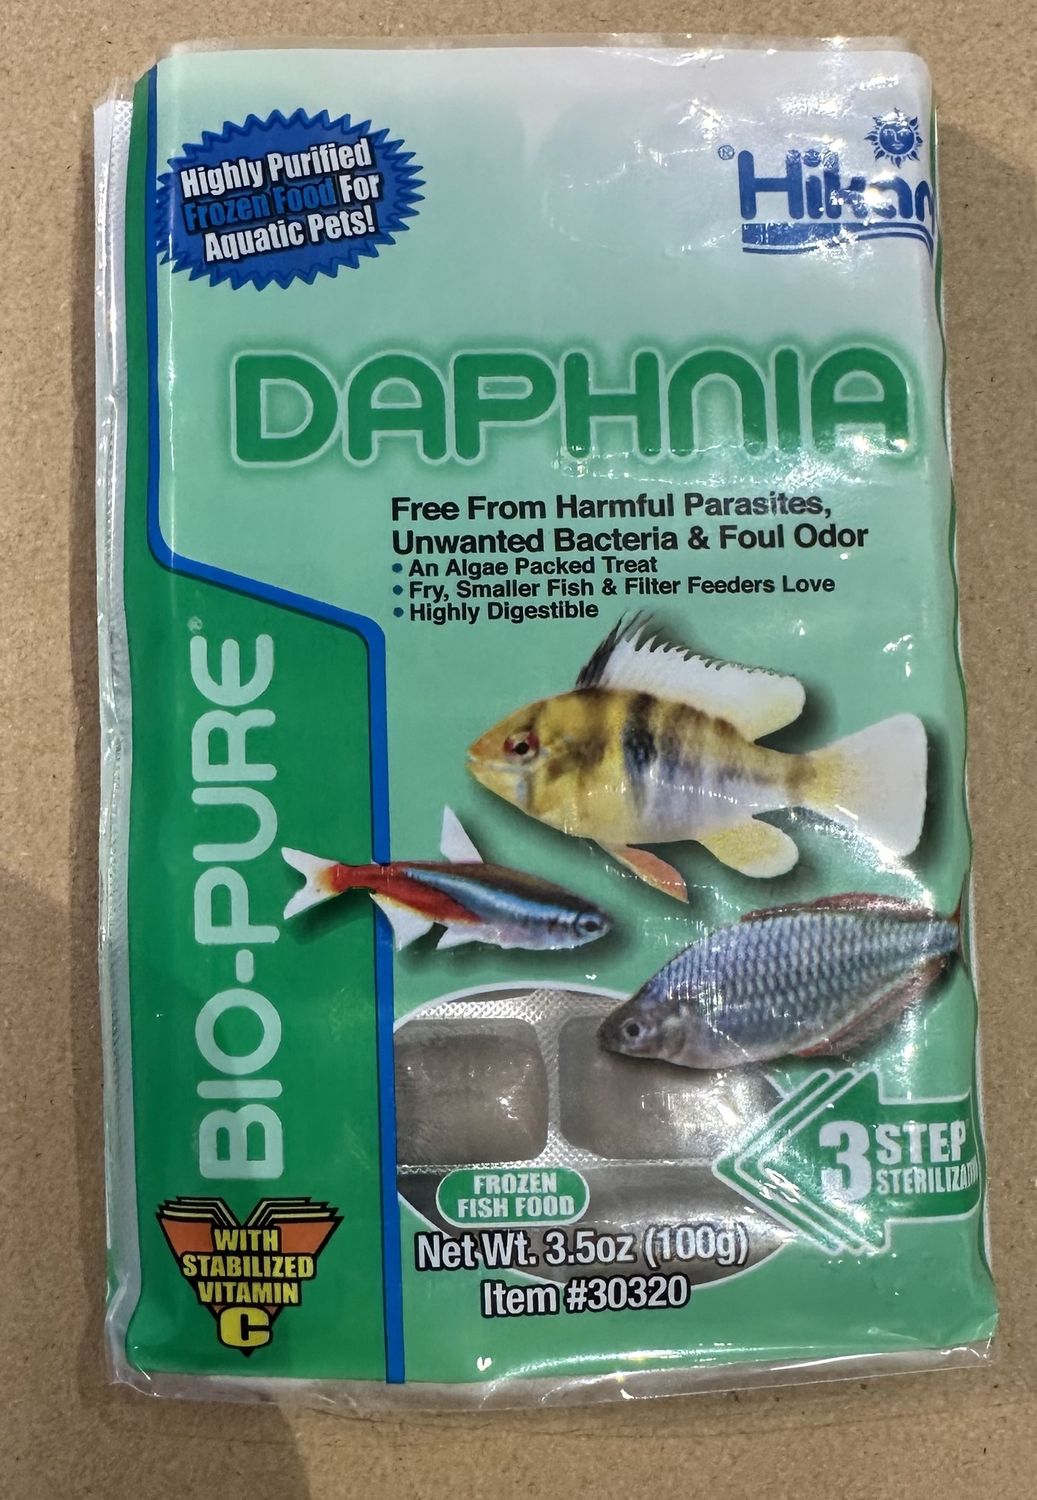 Highly Purified
Frozen Food For
Aquatic Pets!
DAPHNIA
Free From Harmful Parasites,
Unwanted Bacteria & Foul Odor
• An Algae Packed Treat
• Fry, Smaller Fish & Filter Feeders Love
• Highly Digestible
BIO-PURE®
3 STEP
FROZEN
FISH FOOD
Net Wt. 3.5oz (100g)
Item #30320
WITH
STABILIZED
VITAMIN
C